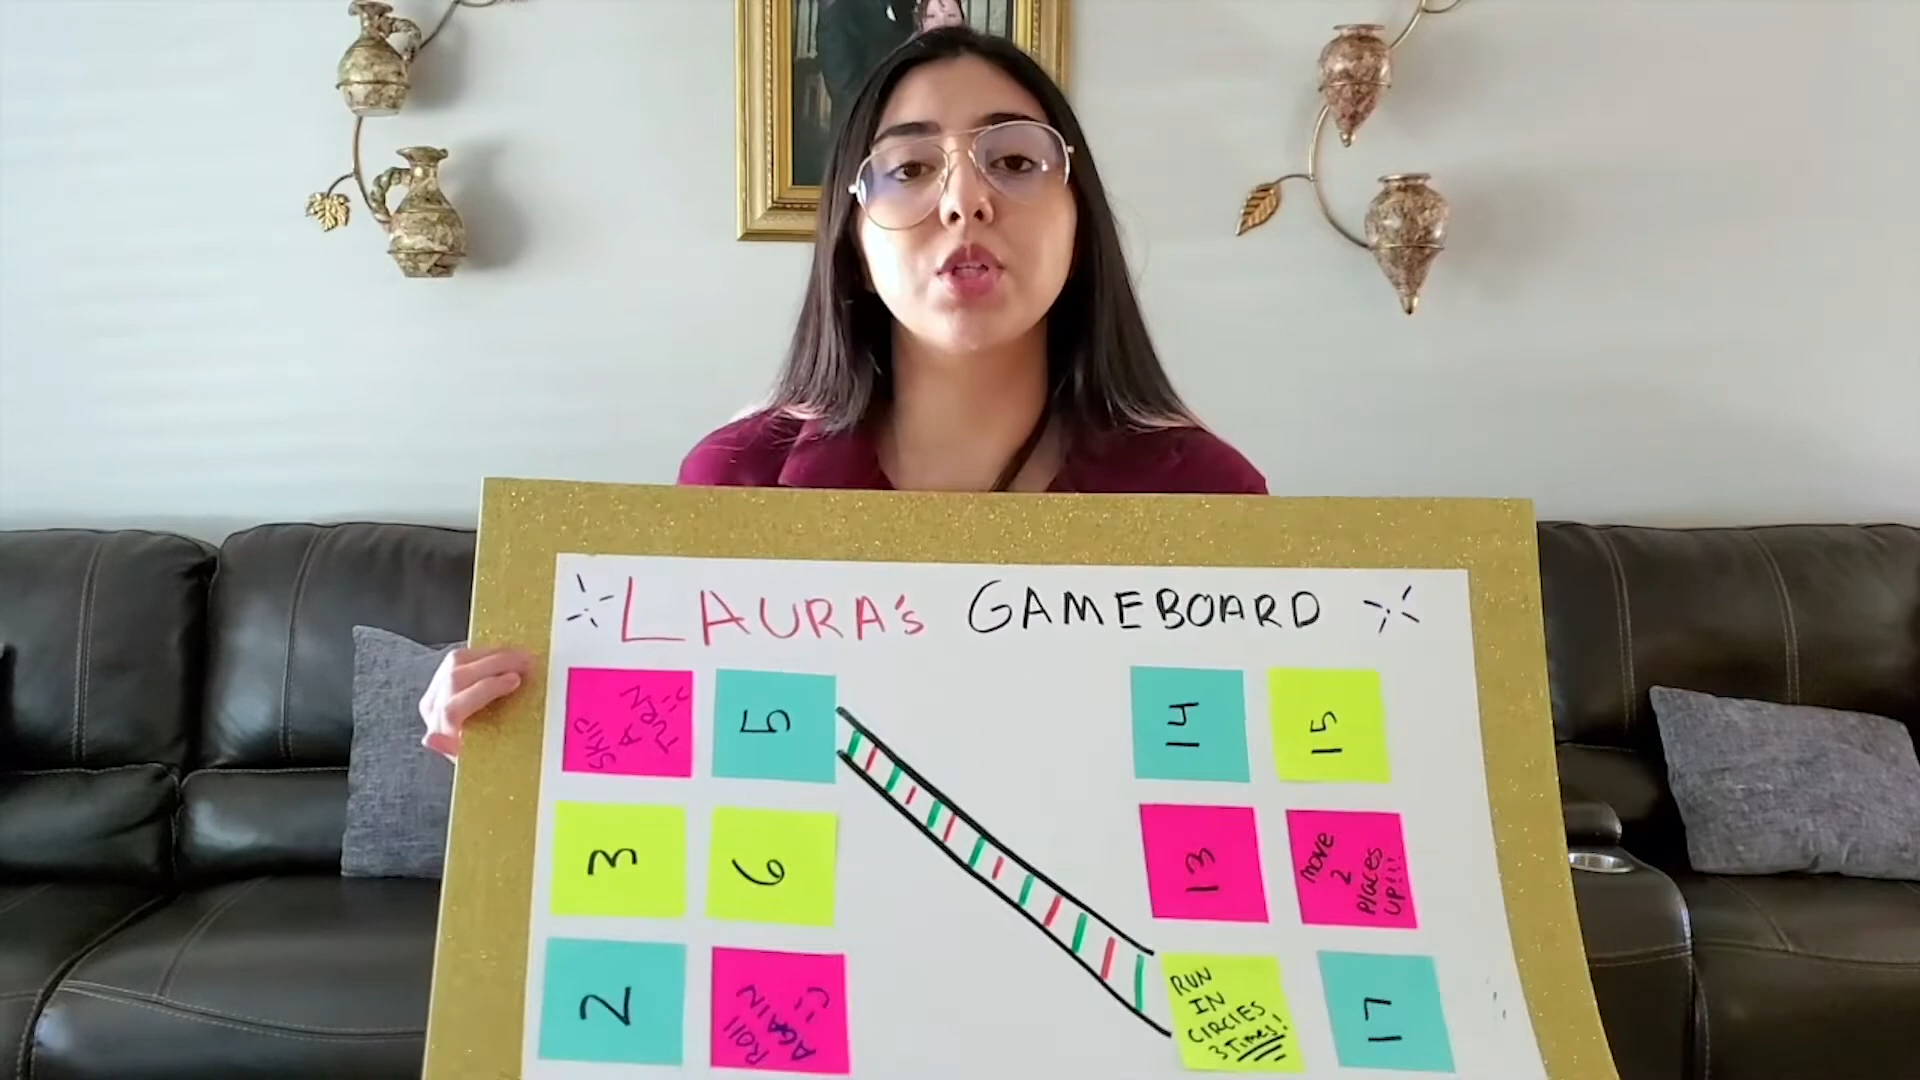 LAURA's GAMEBOARD
SKIP
A
TURN
5
14
15
3
6
13
move
2
PlACES
UP!!
2
Roll
AGAIN
RUN
IN
CIRCLES
3 Times!
17